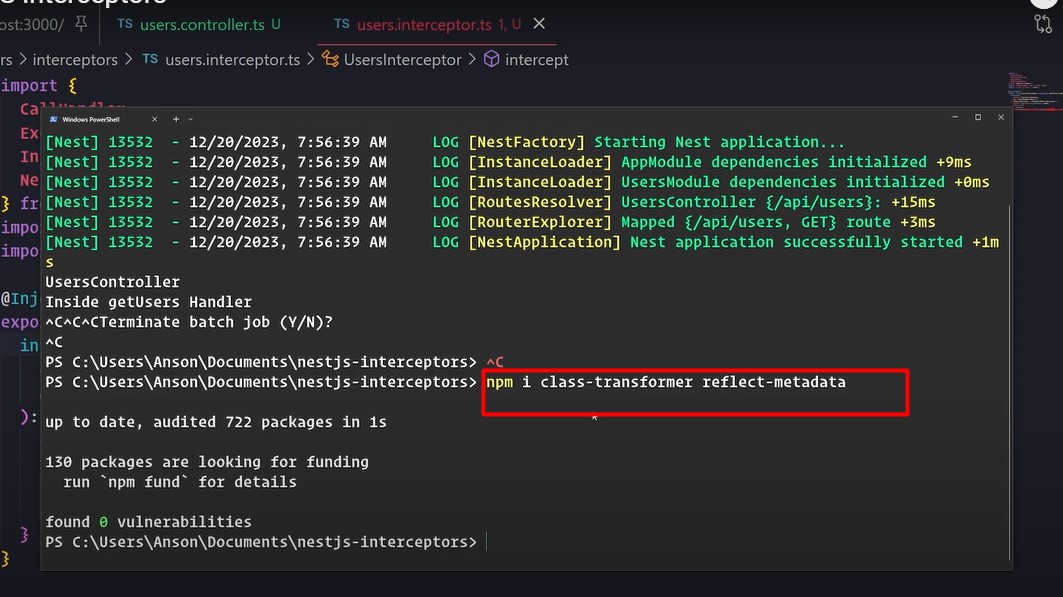 ost:3000/ TS users.controller.ts U TS users.interceptor.ts 1, U
rs > interceptors > TS users.interceptor.ts > UsersInterceptor > intercept
import {
CallHandler
Ex
Windows PowerShell
In
Ne
} fr
impo
impo
@Inj
expo
in
):
}
}
[Nest] 13532 - 12/20/2023, 7:56:39 AM LOG [NestFactory] Starting Nest application...
[Nest] 13532 - 12/20/2023, 7:56:39 AM LOG [InstanceLoader] AppModule dependencies initialized +9ms
[Nest] 13532 - 12/20/2023, 7:56:39 AM LOG [InstanceLoader] UsersModule dependencies initialized +0ms
[Nest] 13532 - 12/20/2023, 7:56:39 AM LOG [RoutesResolver] UsersController {/api/users}: +15ms
[Nest] 13532 - 12/20/2023, 7:56:39 AM LOG [RouterExplorer] Mapped {/api/users, GET} route +3ms
[Nest] 13532 - 12/20/2023, 7:56:39 AM LOG [NestApplication] Nest application successfully started +1m
s
UsersController
Inside getUsers Handler
^C^C^CTerminate batch job (Y/N)?
^C
PS C:\Users\Anson\Documents\nestjs-interceptors> ^C
PS C:\Users\Anson\Documents\nestjs-interceptors> npm i class-transformer reflect-metadata
up to date, audited 722 packages in 1s
130 packages are looking for funding
run `npm fund` for details
found 0 vulnerabilities
PS C:\Users\Anson\Documents\nestjs-interceptors>